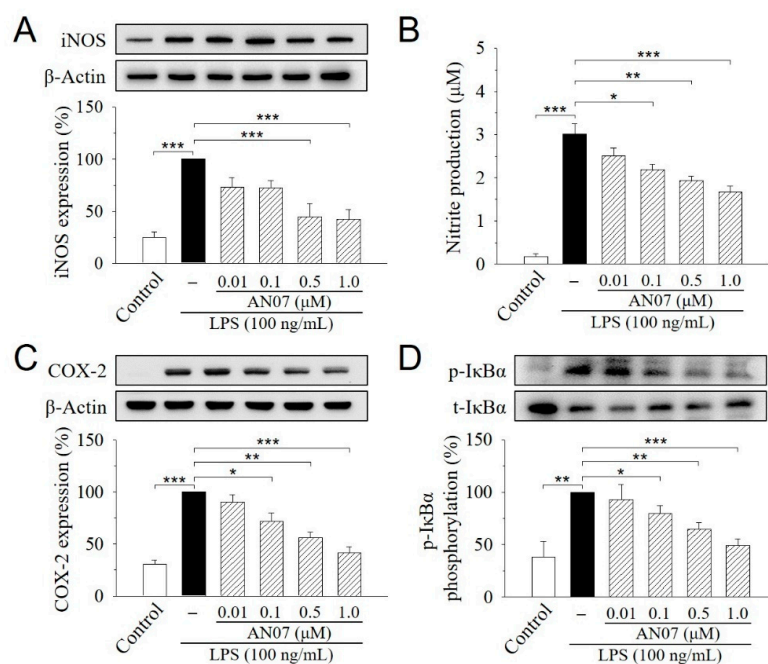 A
iNOS
β-Actin
iNOS expression (%)
150
100
50
0
***
***
***
Control
–
0.01
0.1
0.5
1.0
AN07 (μM)
LPS (100 ng/mL)
B
Nitrite production (μM)
5
4
3
2
1
0
***
**
*
***
Control
–
0.01
0.1
0.5
1.0
AN07 (μM)
LPS (100 ng/mL)
C
COX-2
β-Actin
COX-2 expression (%)
150
100
50
0
***
**
*
***
Control
–
0.01
0.1
0.5
1.0
AN07 (μM)
LPS (100 ng/mL)
D
p-IκBα
t-IκBα
p-IκBα
phosphorylation (%)
150
100
50
0
***
**
*
**
Control
–
0.01
0.1
0.5
1.0
AN07 (μM)
LPS (100 ng/mL)